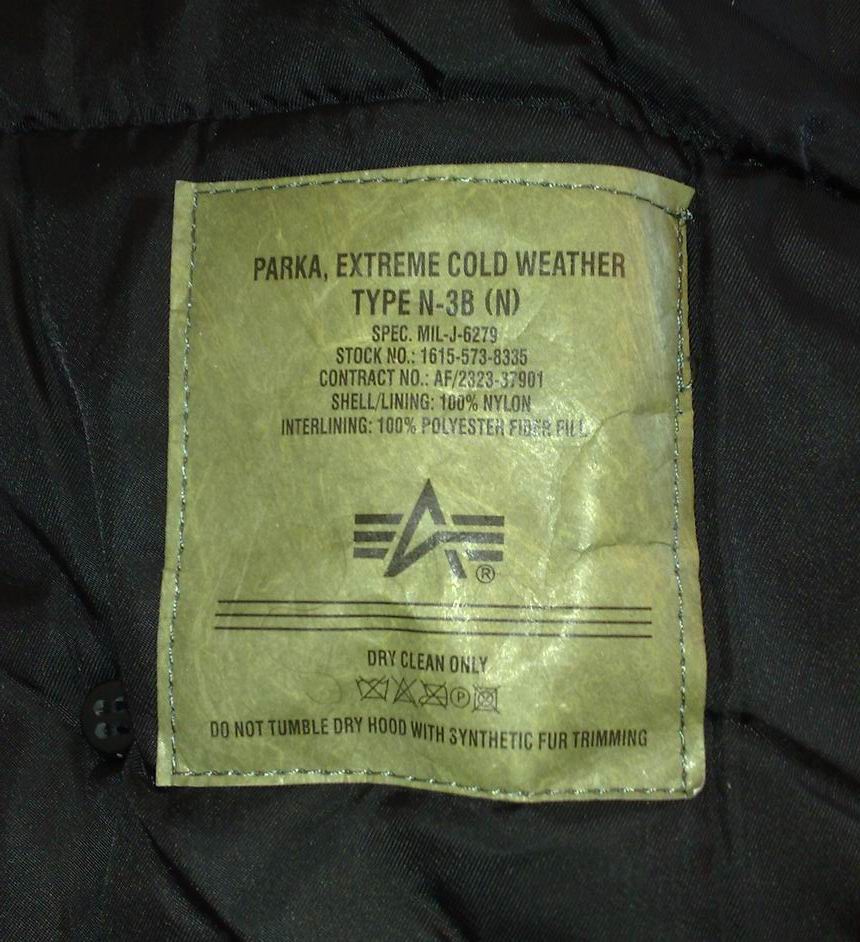 PARKA, EXTREME COLD WEATHER
TYPE N-3B (N)
SPEC. MIL-J-6279
STOCK NO.: 1615-573-8335
CONTRACT NO.: AF/2323-37901
SHELL/LINING: 100% NYLON
INTERLINING: 100% POLYESTER FIBER FILL
®
DRY CLEAN ONLY
P
DO NOT TUMBLE DRY HOOD WITH SYNTHETIC FUR TRIMMING